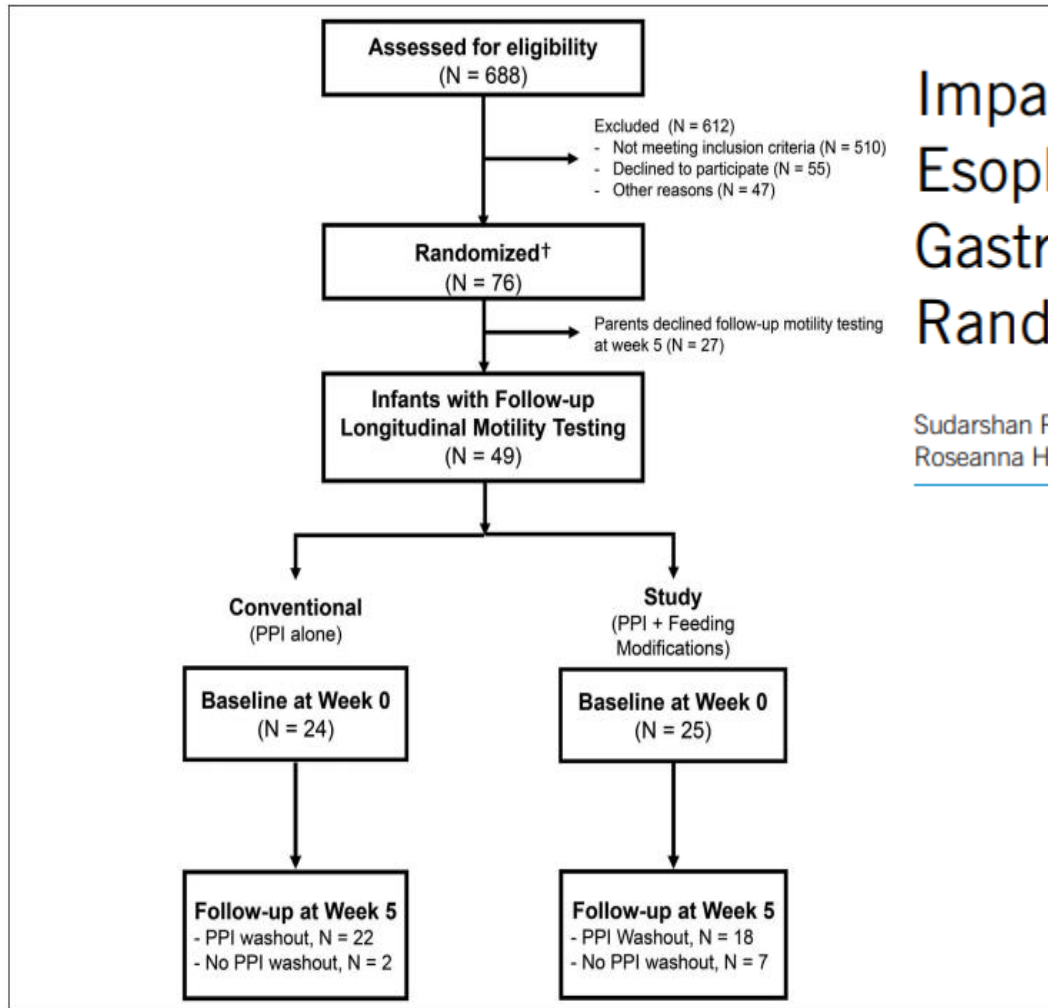 Assessed for eligibility
(N = 688)
Excluded (N = 612)
- Not meeting inclusion criteria (N = 510)
- Declined to participate (N = 55)
- Other reasons (N = 47)
Randomized†
(N = 76)
Parents declined follow-up motility testing
at week 5 (N = 27)
Infants with Follow-up
Longitudinal Motility Testing
(N = 49)
Conventional
(PPI alone)
Baseline at Week 0
(N = 24)
Follow-up at Week 5
- PPI washout, N = 22
- No PPI washout, N = 2
Study
(PPI + Feeding
Modifications)
Baseline at Week 0
(N = 25)
Follow-up at Week 5
- PPI Washout, N = 18
- No PPI washout, N = 7
Rand
Sudarshan
Roseanna H